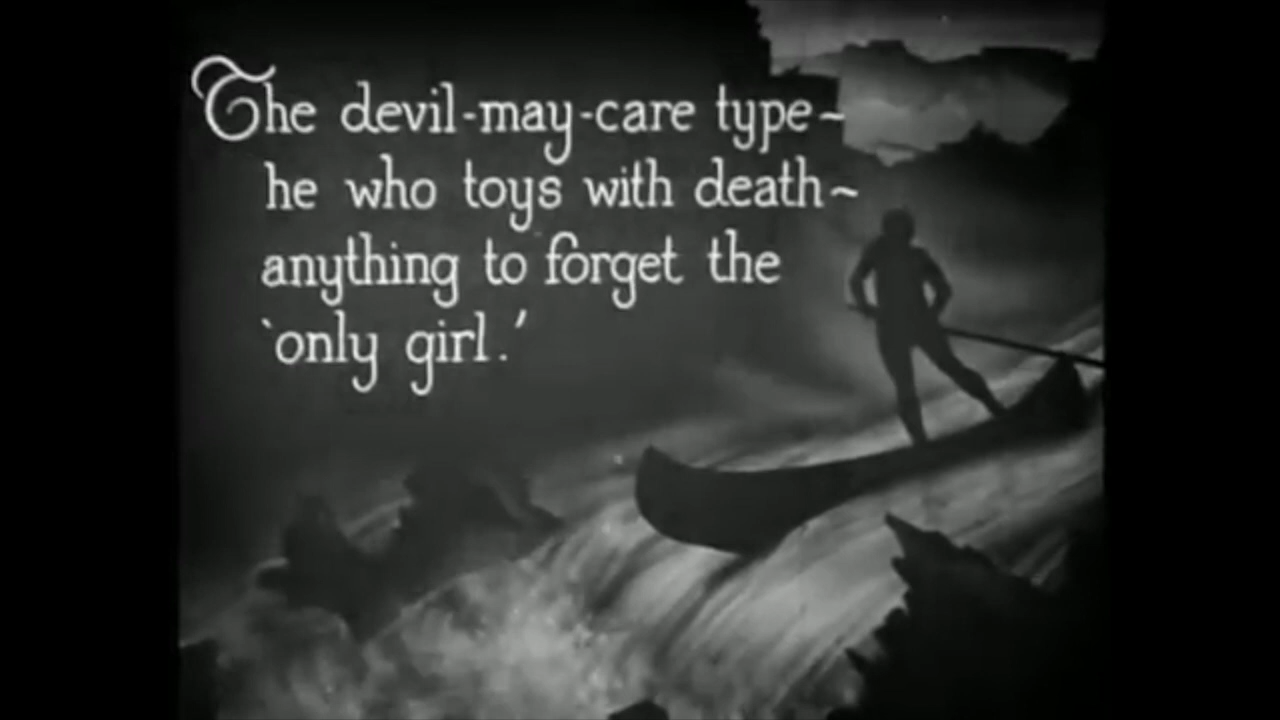 The devil-may-care type~
he who toys with death~
anything to forget the
‵only girl.′